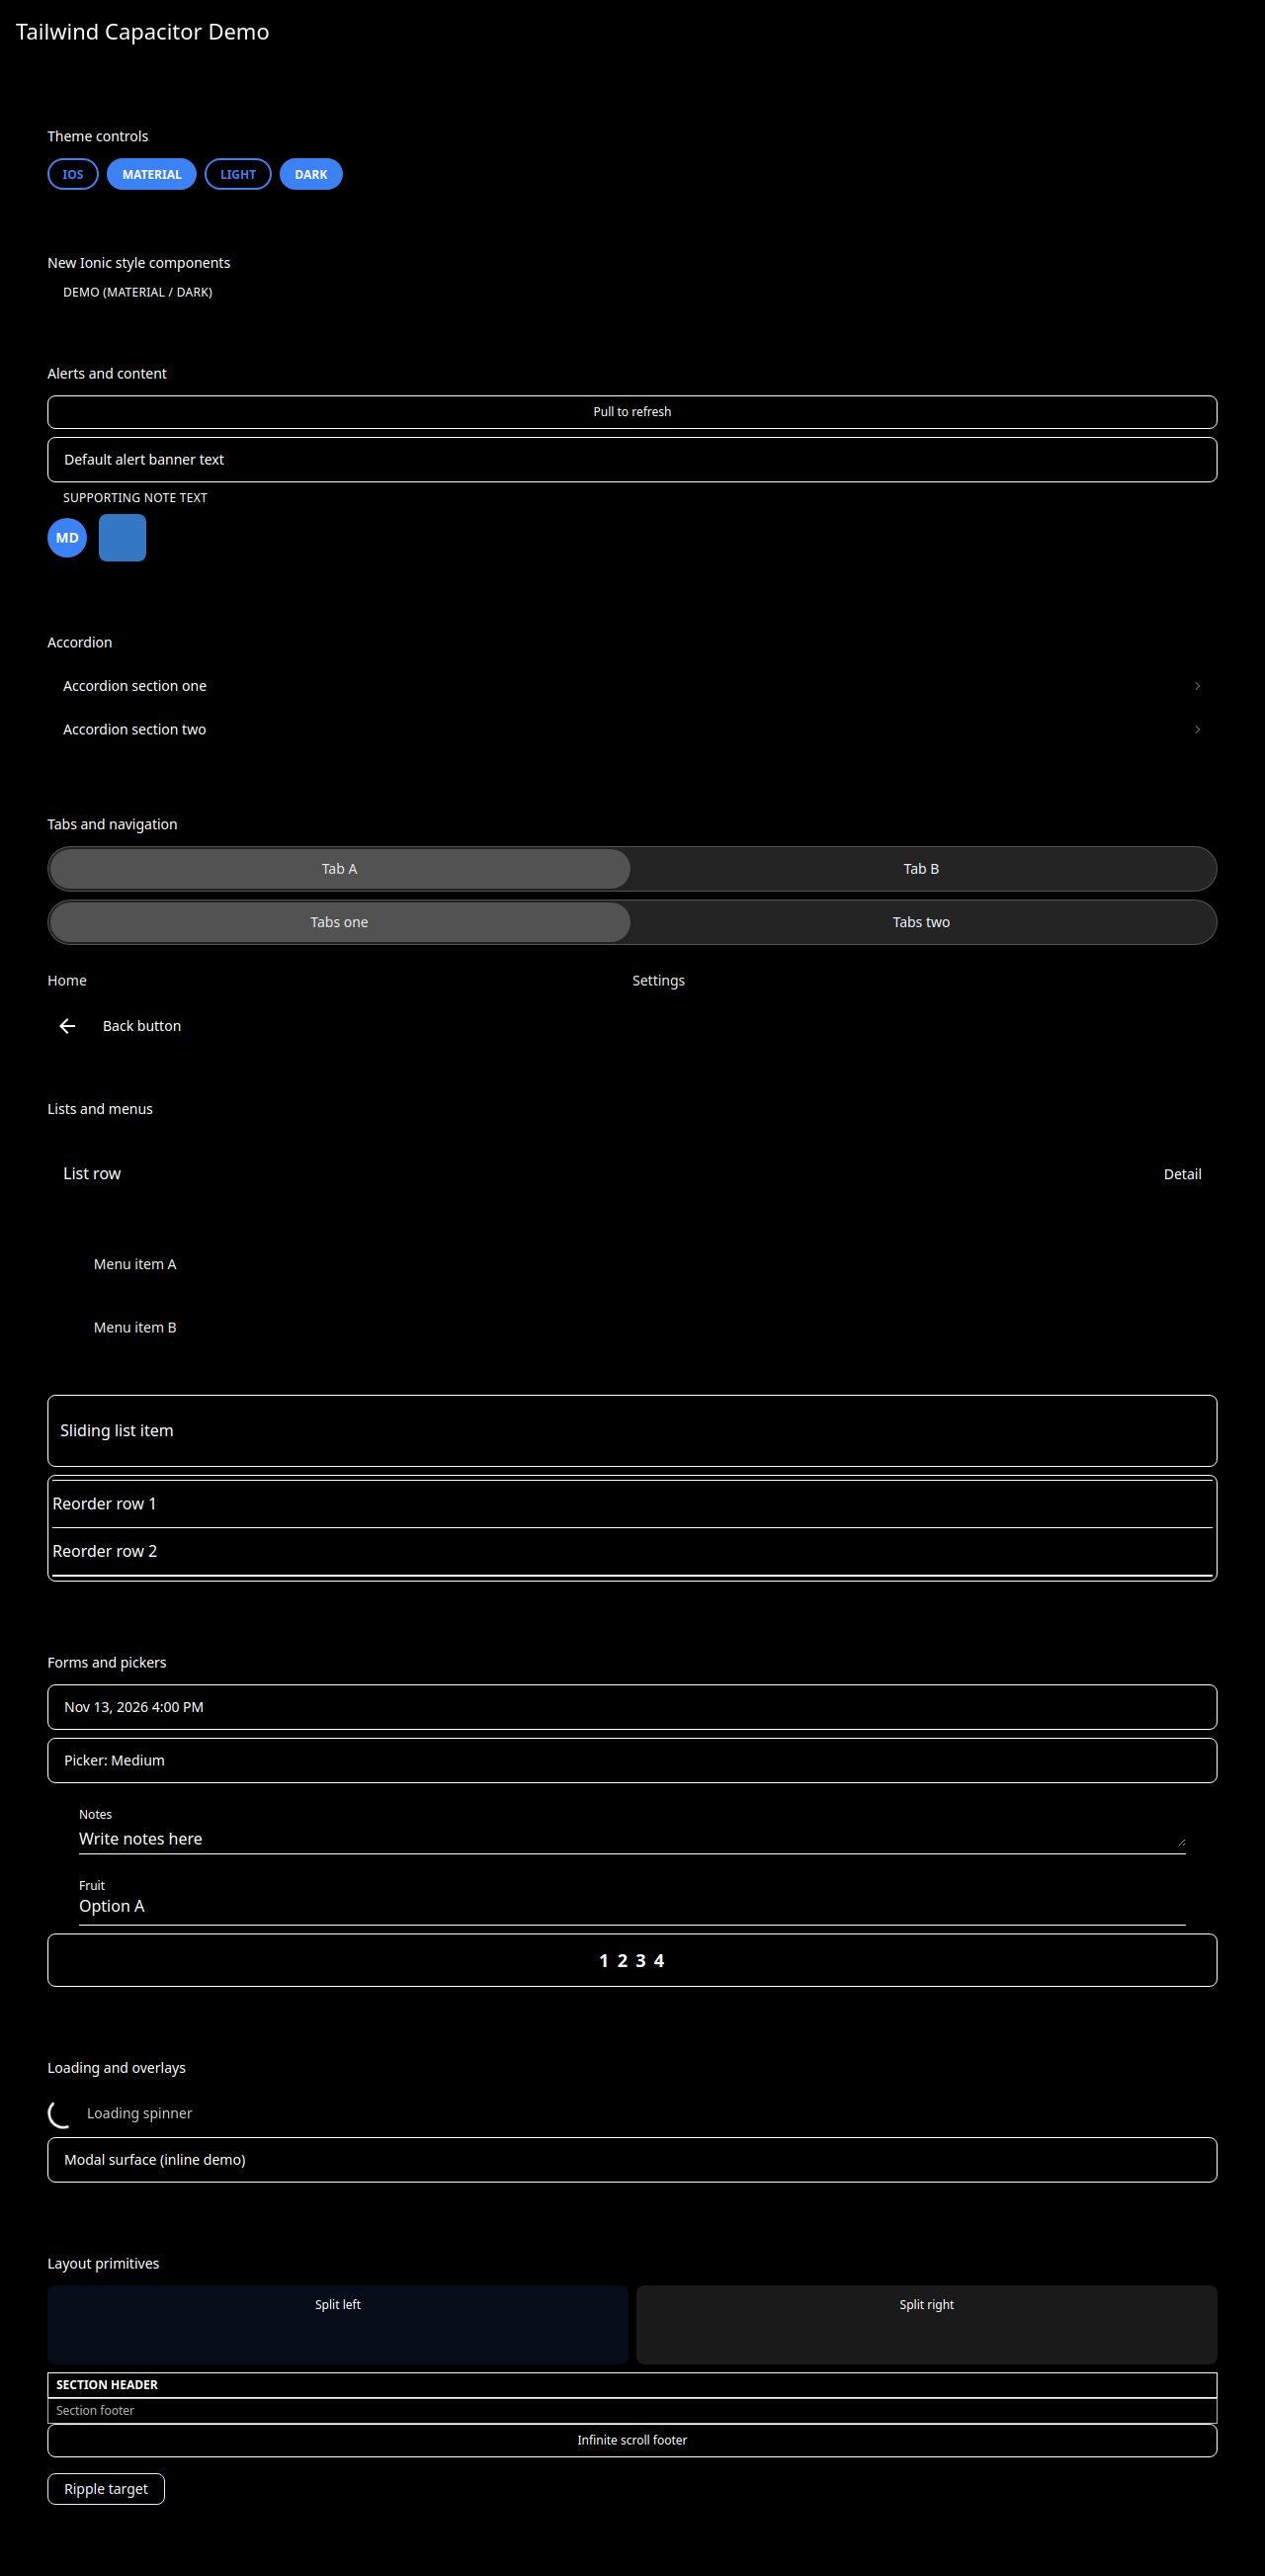 Tailwind Capacitor Demo
Theme controls
IOS MATERIAL LIGHT DARK
New Ionic style components
DEMO (MATERIAL / DARK)
Alerts and content
Pull to refresh
Default alert banner text
SUPPORTING NOTE TEXT
MD
Accordion
Accordion section one
Accordion section two
Tabs and navigation
Tab A Tab B
Tabs one Tabs two
Home Settings
Back button
Lists and menus
List row Detail
Menu item A
Menu item B
Sliding list item
Reorder row 1
Reorder row 2
Forms and pickers
Nov 13, 2026 4:00 PM
Picker: Medium
Notes
Write notes here
Fruit
Option A
1 2 3 4
Loading and overlays
Loading spinner
Modal surface (inline demo)
Layout primitives
Split left Split right
SECTION HEADER
Section footer
Infinite scroll footer
Ripple target